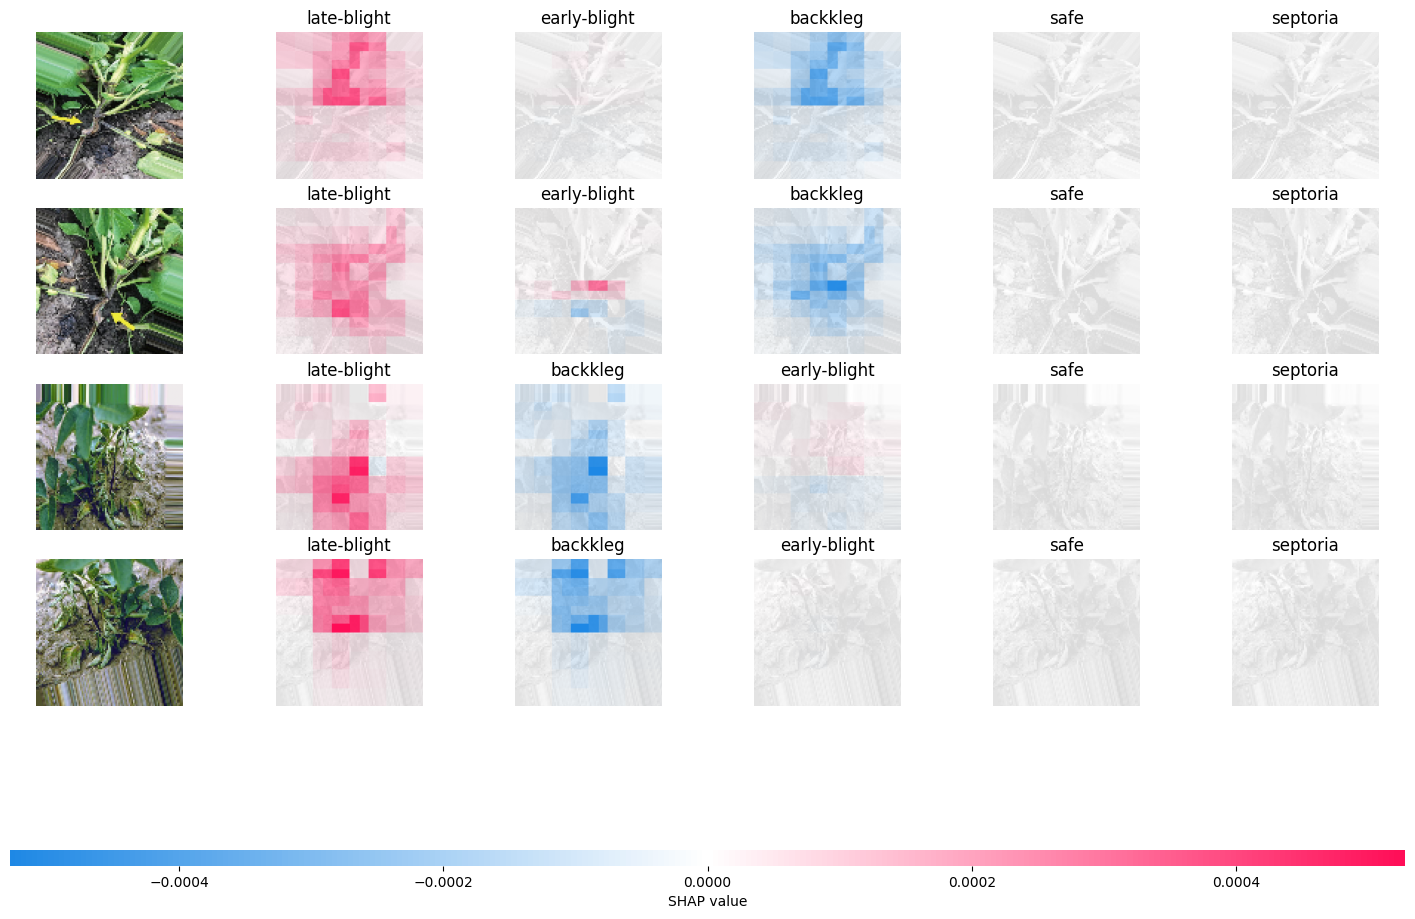 late-blight early-blight backkleg safe septoria
late-blight early-blight backkleg safe septoria
late-blight backkleg early-blight safe septoria
late-blight backkleg early-blight safe septoria
−0.0004 −0.0002 0.0000 0.0002 0.0004
SHAP value